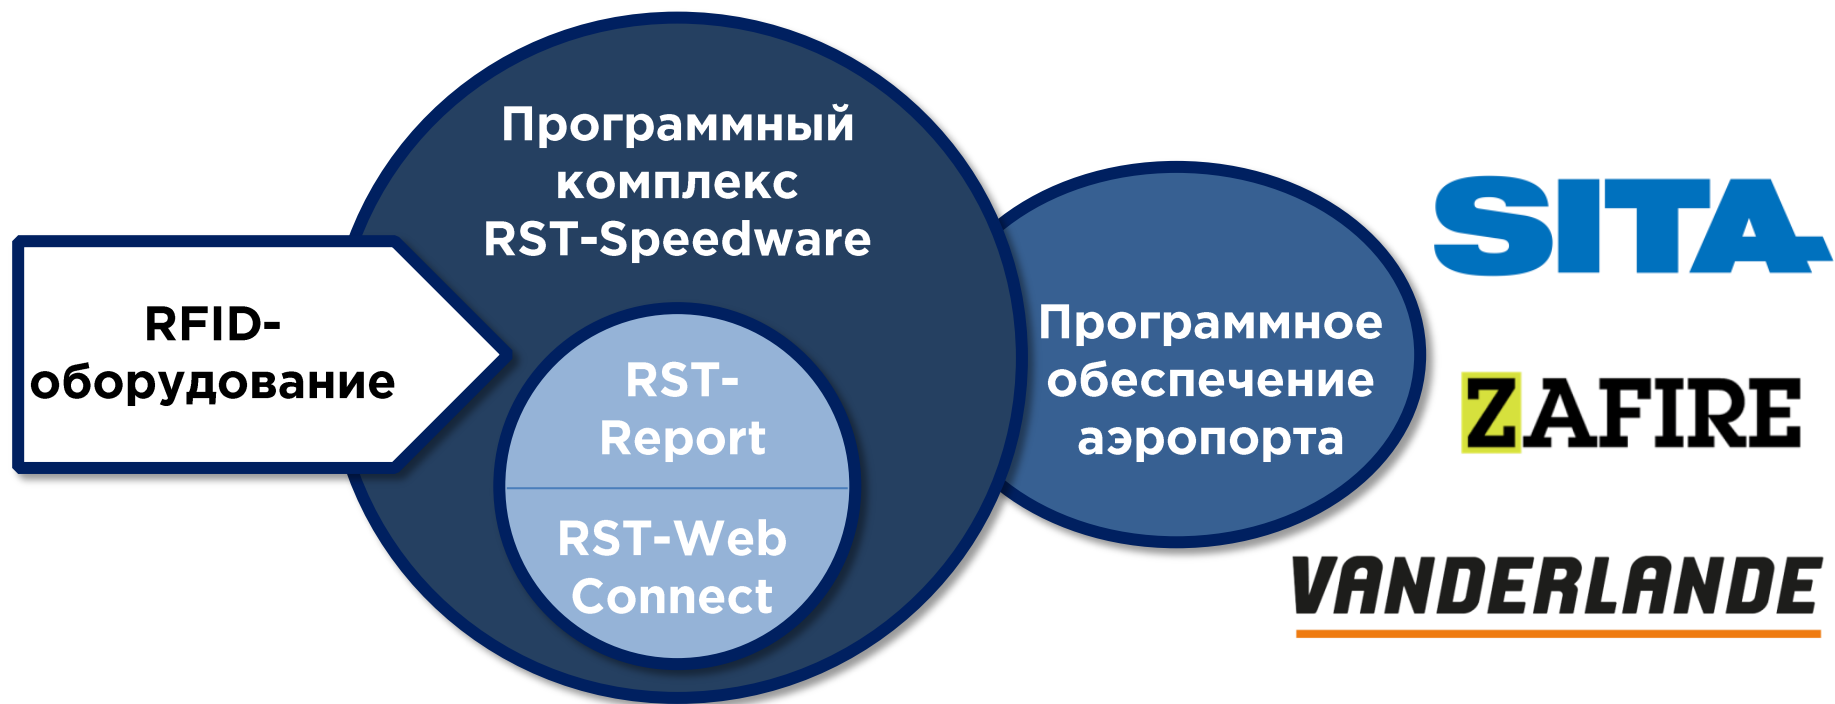 RFID-
оборудование
Программный
комплекс
RST-Speedware
RST-
Report
RST-Web
Connect
Программное
обеспечение
аэропорта
SITA
ZAFIRE
VANDERLANDE